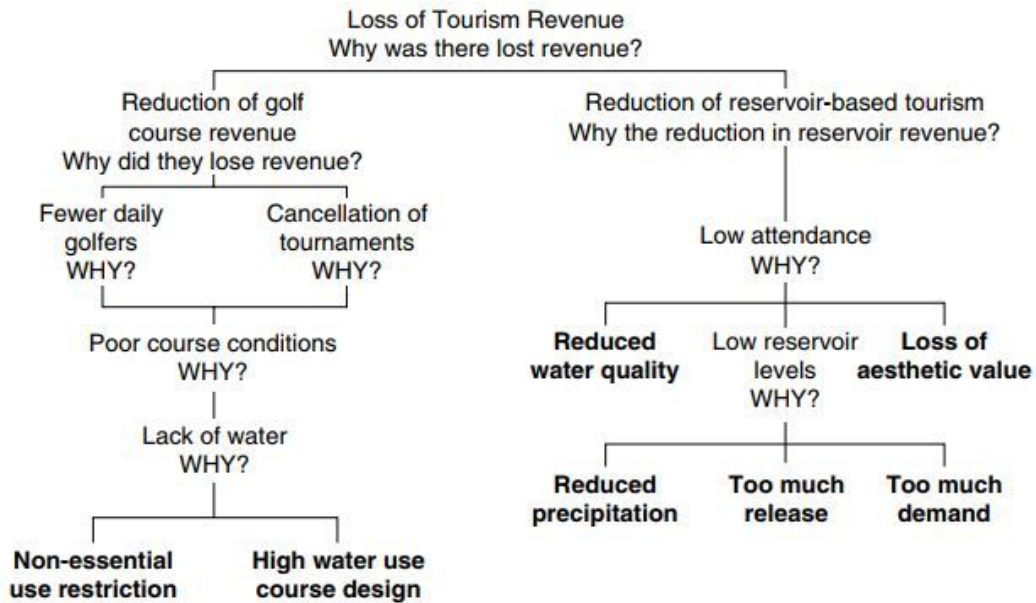 Loss of Tourism Revenue
Why was there lost revenue?
Reduction of golf
course revenue
Why did they lose revenue?
Reduction of reservoir-based tourism
Why the reduction in reservoir revenue?
Fewer daily
golfers
WHY?
Cancellation of
tournaments
WHY?
Low attendance
WHY?
Poor course conditions
WHY?
Reduced
water quality
Low reservoir
levels
WHY?
Loss of
aesthetic value
Lack of water
WHY?
Reduced
precipitation
Too much
release
Too much
demand
Non-essential
use restriction
High water use
course design